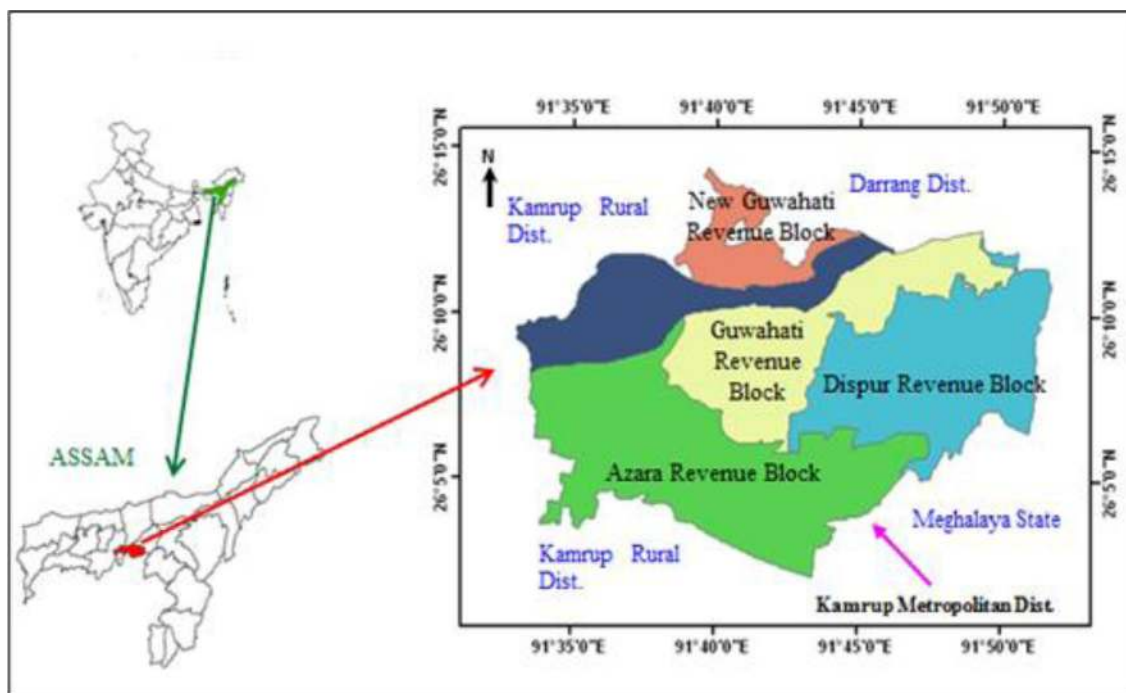 91°35'0"E 91°40'0"E 91°45'0"E 91°50'0"E
26°15'0"N
26°15'0"N
N
Darrang Dist.
Kamrup Rural
Dist.
New Guwahati
Revenue Block
26°10'0"N
26°10'0"N
Guwahati
Revenue
Block
Dispur Revenue Block
ASSAM
Azara Revenue Block
26°5'0"N
26°5'0"N
Meghalaya State
Kamrup Rural
Dist.
Kamrup Metropolitan Dist.
91°35'0"E 91°40'0"E 91°45'0"E 91°50'0"E